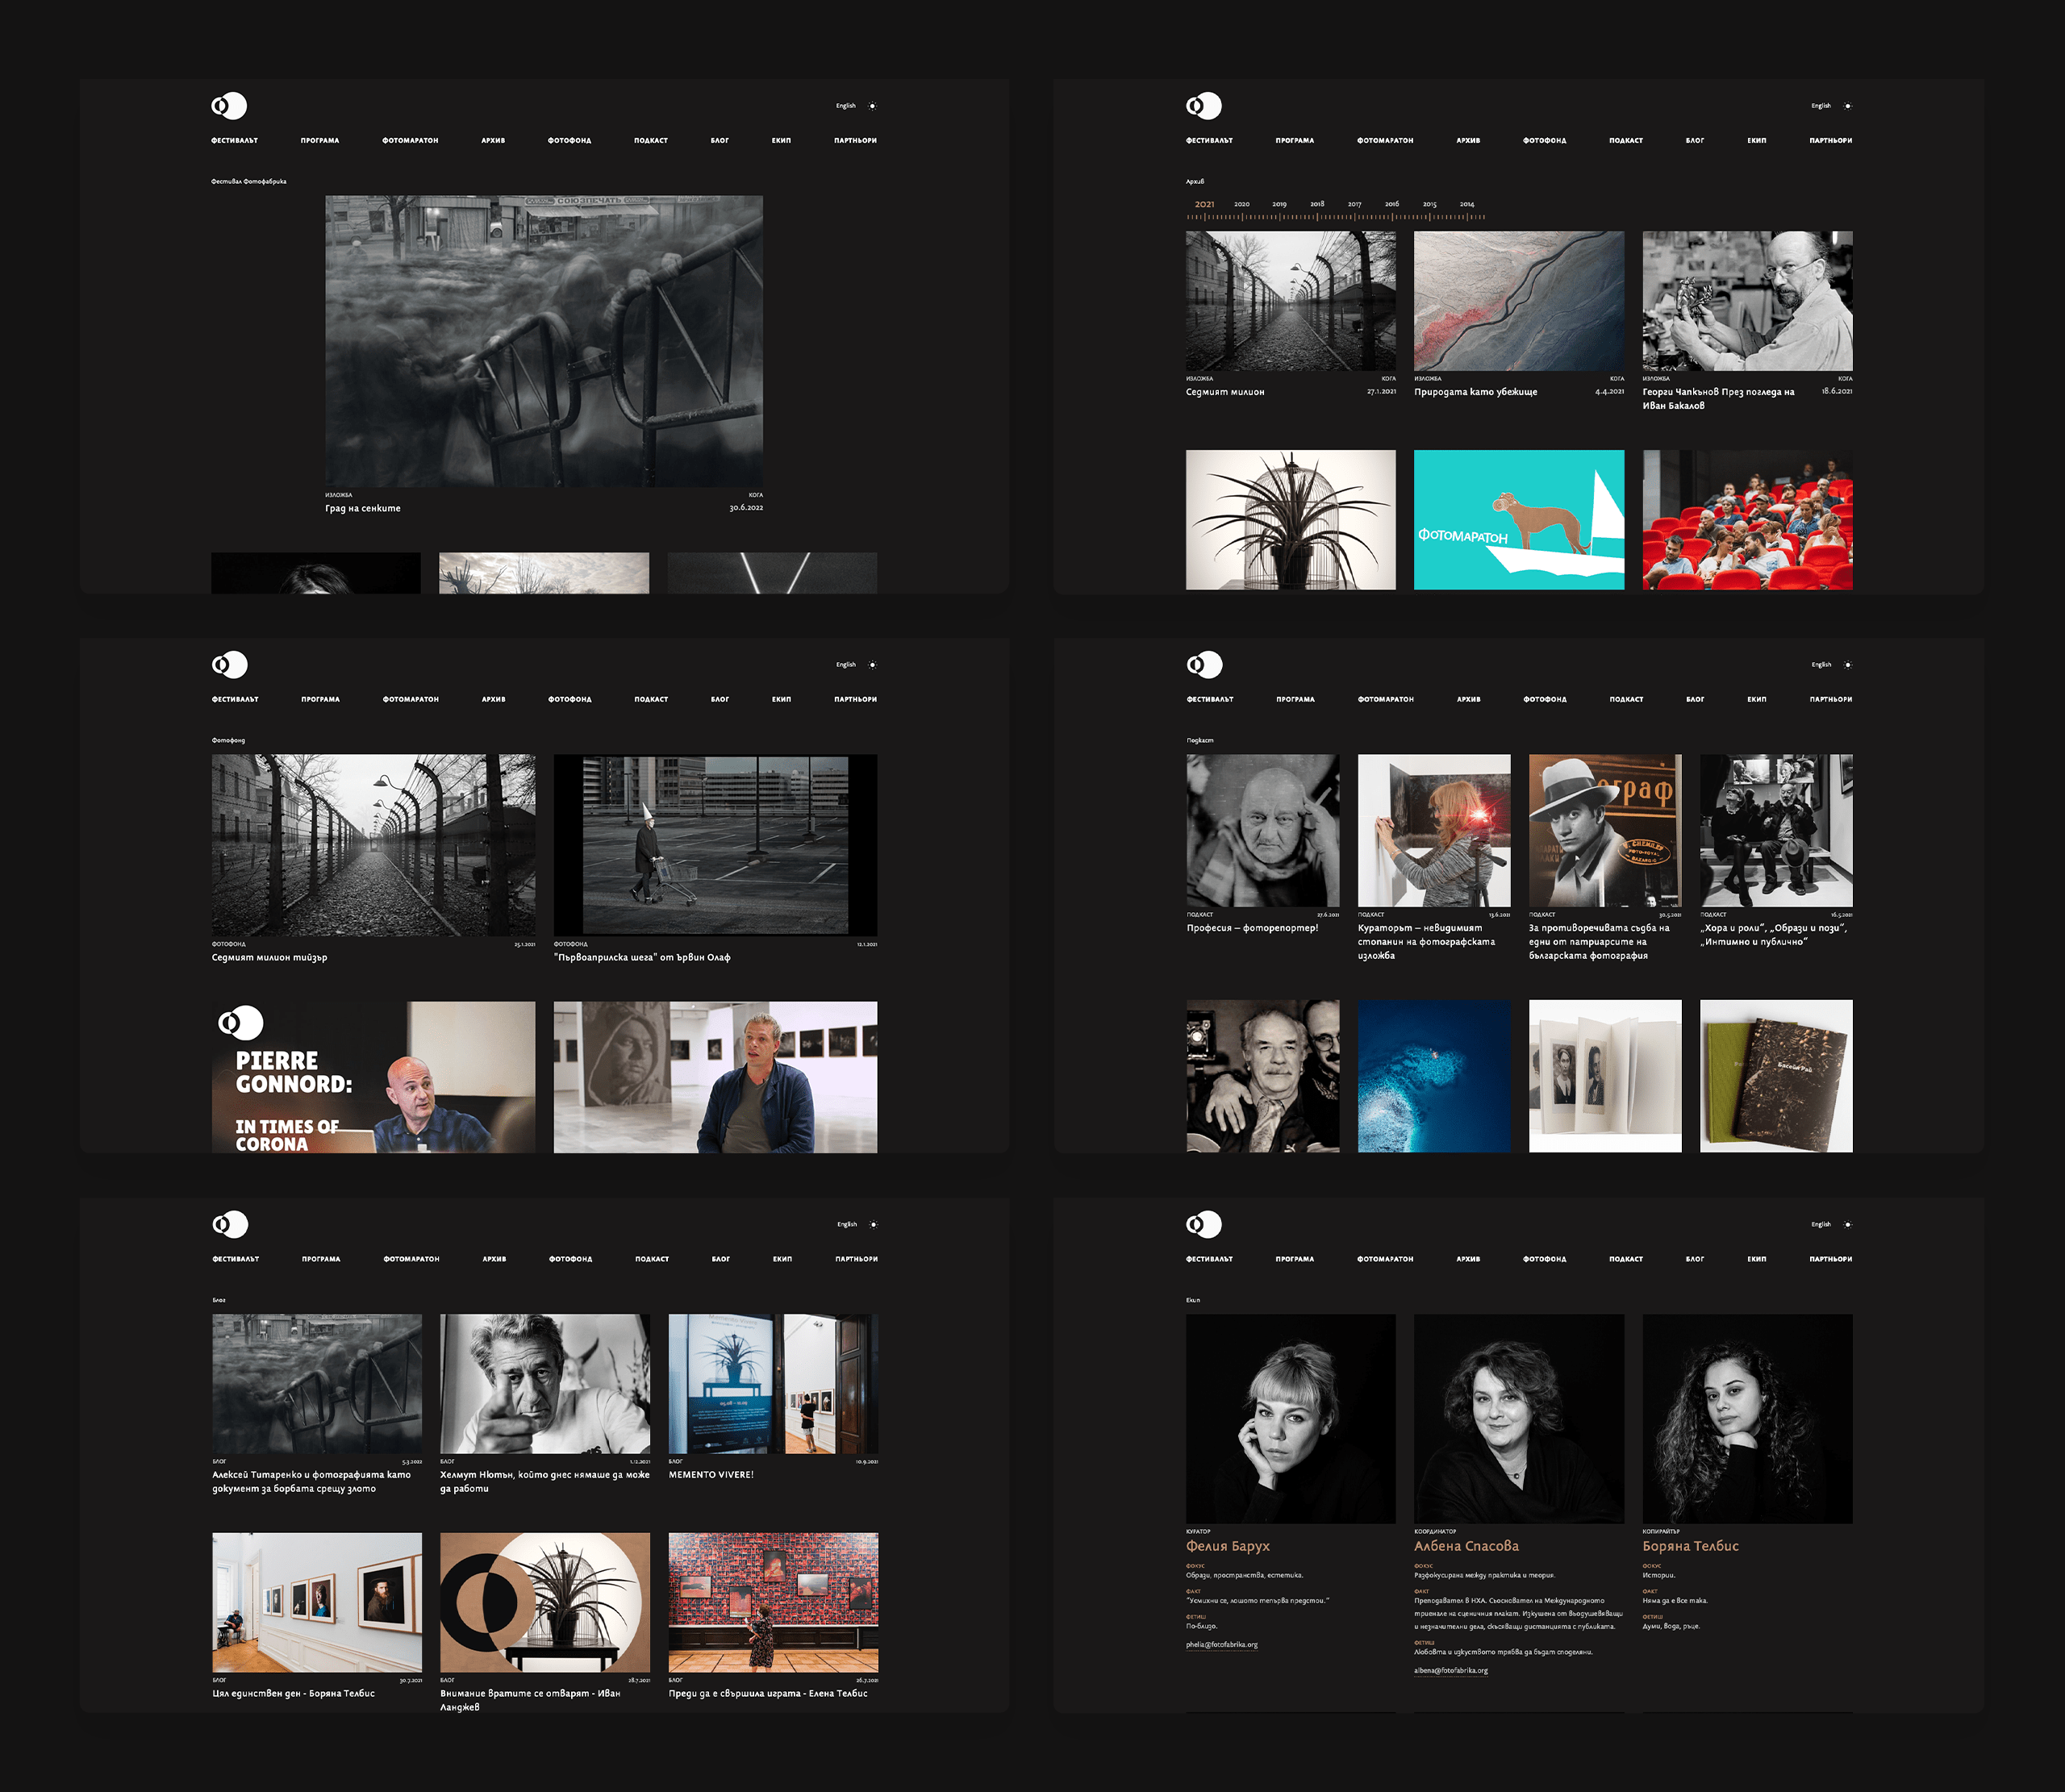 English
ФЕСТИВАЛЪТ ПРОГРАМА ФОТОМАРАТОН АРХИВ ФОТОФОНД ПОДКАСТ БЛОГ ЕКИП ПАРТНЬОРИ
Фестивал Фотофабрика
СОЮЗПЕЧАТЬ
ИЗЛОЖБА КОГА
Град на сенките 30.6.2022
English
ФЕСТИВАЛЪТ ПРОГРАМА ФОТОМАРАТОН АРХИВ ФОТОФОНД ПОДКАСТ БЛОГ ЕКИП ПАРТНЬОРИ
Архив
2021 2020 2019 2018 2017 2016 2015 2014
ИЗЛОЖБА КОГА
Седмият милион 27.1.2021
ИЗЛОЖБА КОГА
Природата като убежище 4.4.2021
ИЗЛОЖБА КОГА
Георги Чапкънов През погледа на 18.6.2021
Иван Бакалов
ФОТОМАРАТОН
English
ФЕСТИВАЛЪТ ПРОГРАМА ФОТОМАРАТОН АРХИВ ФОТОФОНД ПОДКАСТ БЛОГ ЕКИП ПАРТНЬОРИ
Фотофонд
ФОТОФОНД 25.1.2021
Седмият милион тийзър
ФОТОФОНД 12.1.2021
"Първоаприлска шега" от Ървин Олаф
PIERRE
GONNORD:
IN TIMES OF
CORONA
English
ФЕСТИВАЛЪТ ПРОГРАМА ФОТОМАРАТОН АРХИВ ФОТОФОНД ПОДКАСТ БЛОГ ЕКИП ПАРТНЬОРИ
Подкаст
ограф
ПОДКАСТ 27.6.2021
Професия – фоторепортер!
ПОДКАСТ 13.6.2021
Кураторът – невидимият
стопанин на фотографската
изложба
ПОДКАСТ 30.5.2021
За противоречивата съдба на
едни от патриарсите на
българската фотография
ПОДКАСТ 16.5.2021
„Хора и роли“, „Образи и пози“,
„Интимно и публично“
English
ФЕСТИВАЛЪТ ПРОГРАМА ФОТОМАРАТОН АРХИВ ФОТОФОНД ПОДКАСТ БЛОГ ЕКИП ПАРТНЬОРИ
Блог
Memento Vivere
БЛОГ 5.3.2022
Алексей Титаренко и фотографията като
документ за борбата срещу злото
БЛОГ 1.12.2021
Хелмут Нютън, който днес нямаше да може
да работи
БЛОГ 10.9.2021
MEMENTO VIVERE!
БЛОГ 30.7.2021
Цял единствен ден - Боряна Телбис
БЛОГ 28.7.2021
Внимание вратите се отварят - Иван
Ланджев
БЛОГ 26.7.2021
Преди да е свършила играта - Елена Телбис
English
ФЕСТИВАЛЪТ ПРОГРАМА ФОТОМАРАТОН АРХИВ ФОТОФОНД ПОДКАСТ БЛОГ ЕКИП ПАРТНЬОРИ
Екип
КУРАТОР
Фелия Барух
ФОКУС
Образи, пространства, естетика.
ФАКТ
"Усмихни се, лошото тепърва предстои."
ФЕТИШ
По-близо.
phelia@fotofabrika.org
КООРДИНАТОР
Албена Спасова
ФОКУС
Разфокусирана между практика и теория.
ФАКТ
Преподавател в НХА. Съосновател на Международното
триенале на сценичния плакат. Изкушена от въодушевяващи
и незначителни дела, скъсяващи дистанцията с публиката.
ФЕТИШ
Любовта и изкуството трябва да бъдат споделяни.
albena@fotofabrika.org
КОПИРАЙТЪР
Боряна Телбис
ФОКУС
Истории.
ФАКТ
Няма да е все така.
ФЕТИШ
Думи, вода, ръце.